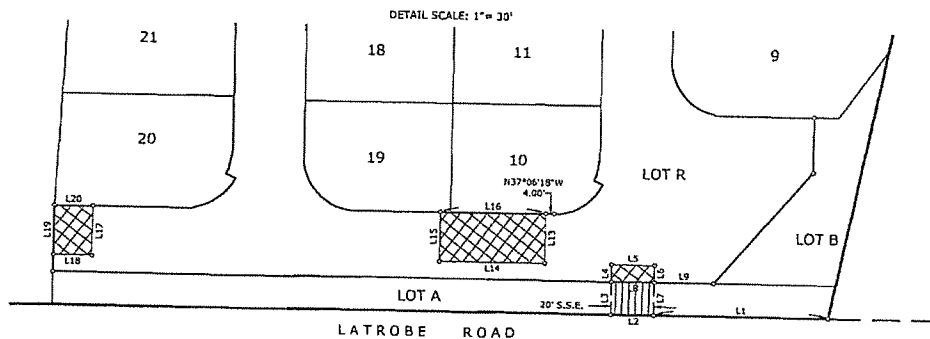 DETAIL SCALE: 1"= 30'
21
18
11
9
20
19
10
N37°06'18"W
4.00'
LOT R
L20
L19
L17
L18
L16
L15
L13
L14
LOT B
L5
L4
L6
L9
LOT A
20' S.S.E.
L3
L8
L7
L2
L1
LATROBE ROAD